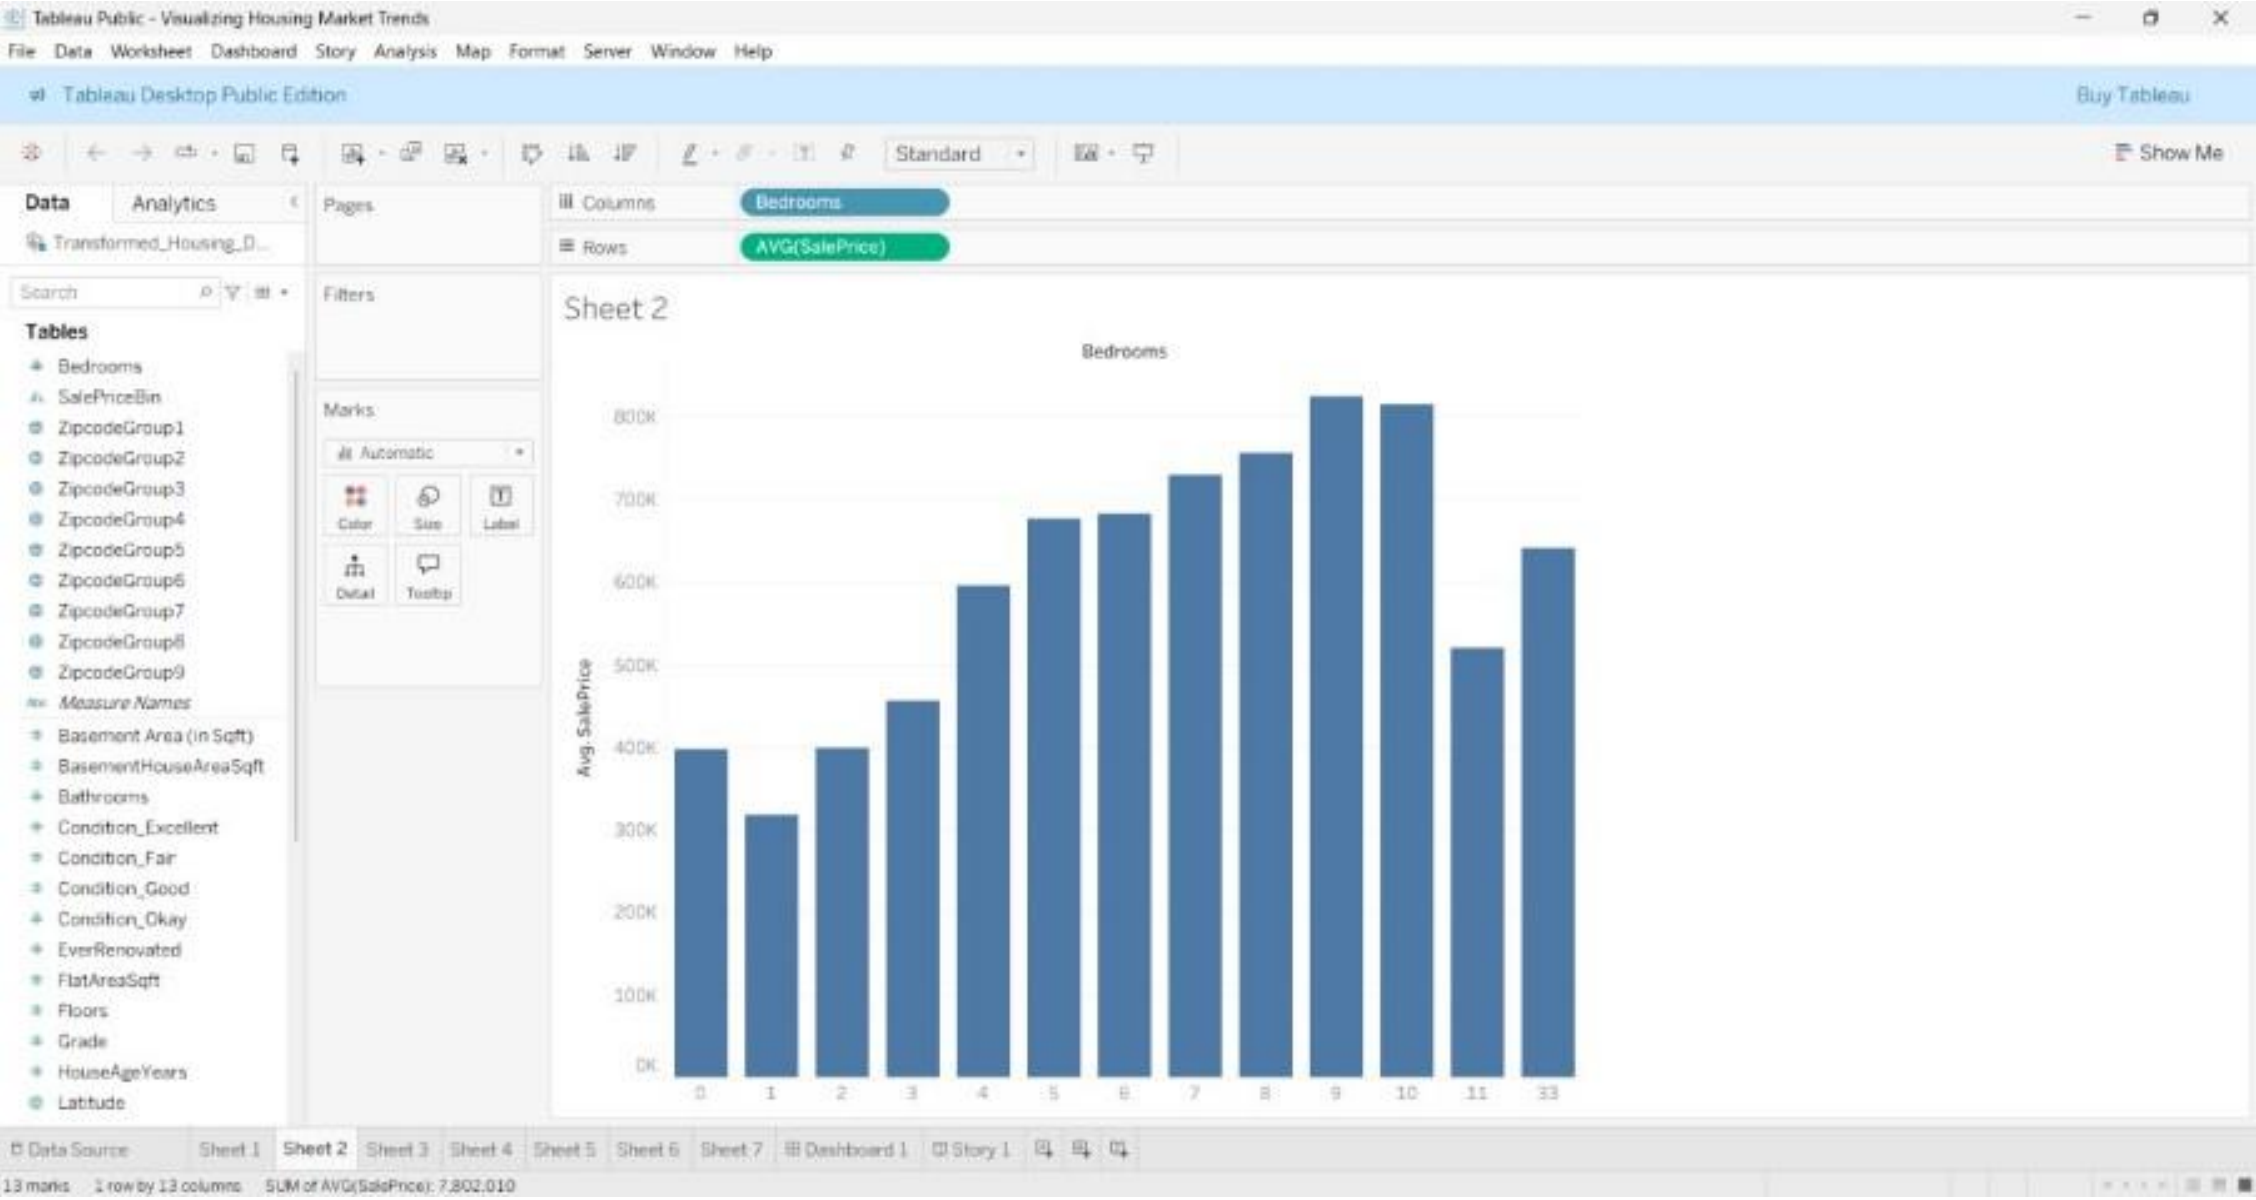 Tableau Public - Visualizing Housing Market Trends
File Data Worksheet Dashboard Story Analysis Map Format Server Window Help
Tableau Desktop Public Edition
Buy Tableau
Standard
Show Me
Data Analytics
Transformed_Housing_D...
Search
Tables
Bedrooms
SalePriceBin
ZipcodeGroup1
ZipcodeGroup2
ZipcodeGroup3
ZipcodeGroup4
ZipcodeGroup5
ZipcodeGroup6
ZipcodeGroup7
ZipcodeGroup8
ZipcodeGroup9
Abc Measure Names
Basement Area (in Sqft)
BasementHouseAreaSqft
Bathrooms
Condition_Excellent
Condition_Fair
Condition_Good
Condition_Okay
EverRenovated
FlatAreaSqft
Floors
Grade
HouseAgeYears
Latitude
Pages
Filters
Marks
Automatic
Color Size Label
Detail Tooltip
Columns Bedrooms
Rows AVG(SalePrice)
Sheet 2
Bedrooms
Avg. SalePrice
800K
700K
600K
500K
400K
300K
200K
100K
0K
0 1 2 3 4 5 6 7 8 9 10 11 33
Data Source Sheet 1 Sheet 2 Sheet 3 Sheet 4 Sheet 5 Sheet 6 Sheet 7 Dashboard 1 Story 1
13 marks 1 row by 13 columns SUM of AVG(SalePrice): 7,802,010